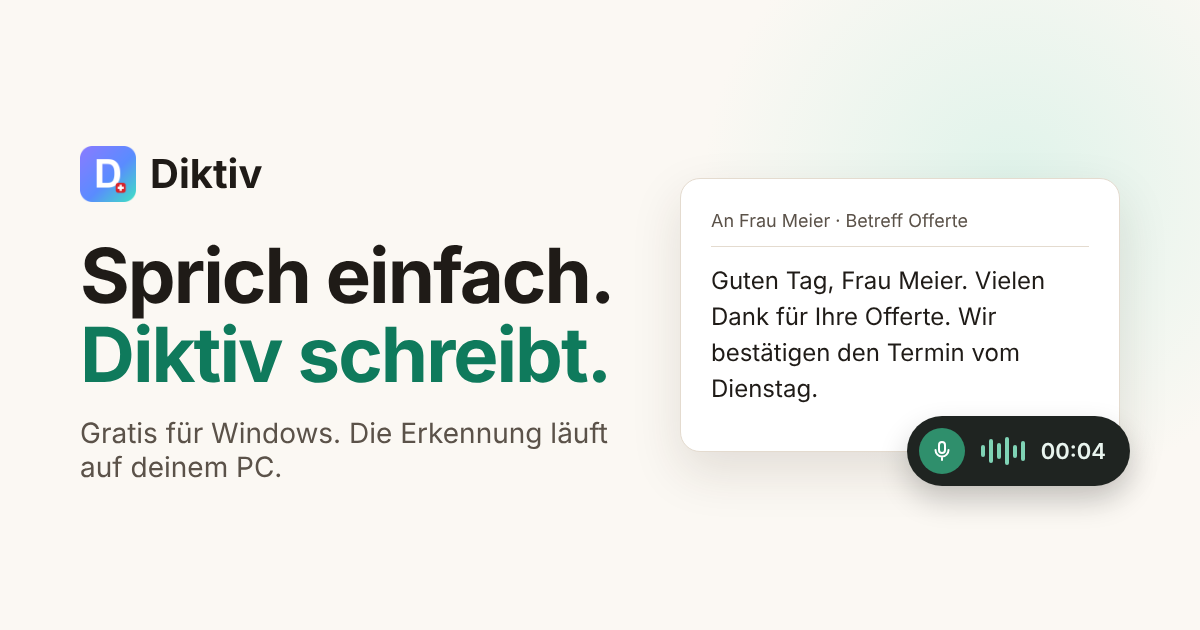 D
Diktiv
Sprich einfach.
Diktiv schreibt.
Gratis für Windows. Die Erkennung läuft
auf deinem PC.
An Frau Meier · Betreff Offerte
Guten Tag, Frau Meier. Vielen
Dank für Ihre Offerte. Wir
bestätigen den Termin vom
Dienstag.
00:04